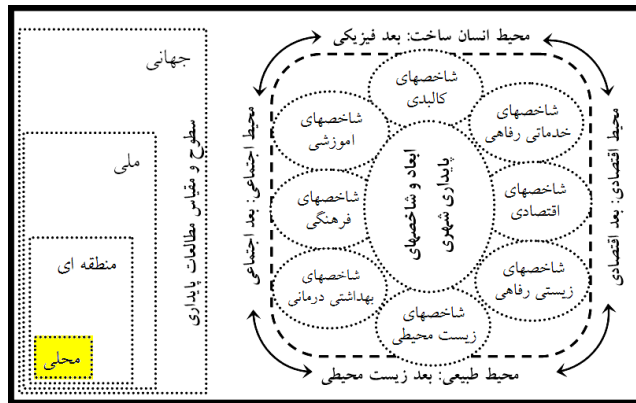 محیط انسان ساخت: بعد فیزیکی
محیط اقتصادی: بعد اقتصادی
شاخصهای
کالبدی
شاخصهای
خدماتی رفاهی
شاخصهای
اقتصادی
شاخصهای
زیستی رفاهی
شاخصهای
زیست محیطی
شاخصهای
بهداشتی درمانی
شاخصهای
فرهنگی
شاخصهای
اموزشی
ابعاد و شاخصهای
پایداری شهری
محیط اجتماعی: بعد اجتماعی
محیط طبیعی: بعد زیست محیطی
سطوح و مقیاس مطالعات پایداری
جهانی
ملی
منطقه ای
محلی